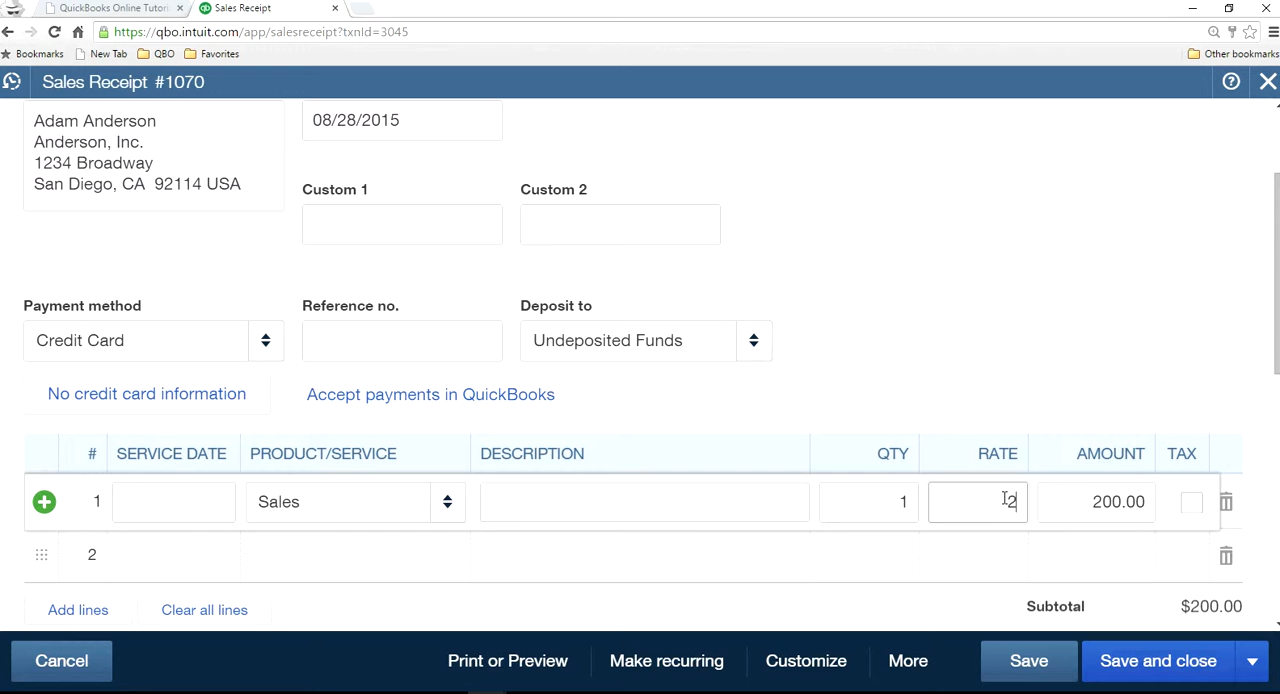 QuickBooks Online Tutori
Sales Receipt
https://qbo.intuit.com/app/salesreceipt?txnId=3045
Bookmarks New Tab QBO Favorites Other bookmarks
Sales Receipt #1070
Adam Anderson
Anderson, Inc.
1234 Broadway
San Diego, CA 92114 USA
08/28/2015
Custom 1 Custom 2
Payment method Reference no. Deposit to
Credit Card Undeposited Funds
No credit card information Accept payments in QuickBooks
# SERVICE DATE PRODUCT/SERVICE DESCRIPTION QTY RATE AMOUNT TAX
1 Sales 1 2 200.00
2
Add lines Clear all lines Subtotal $200.00
Cancel Print or Preview Make recurring Customize More Save Save and close